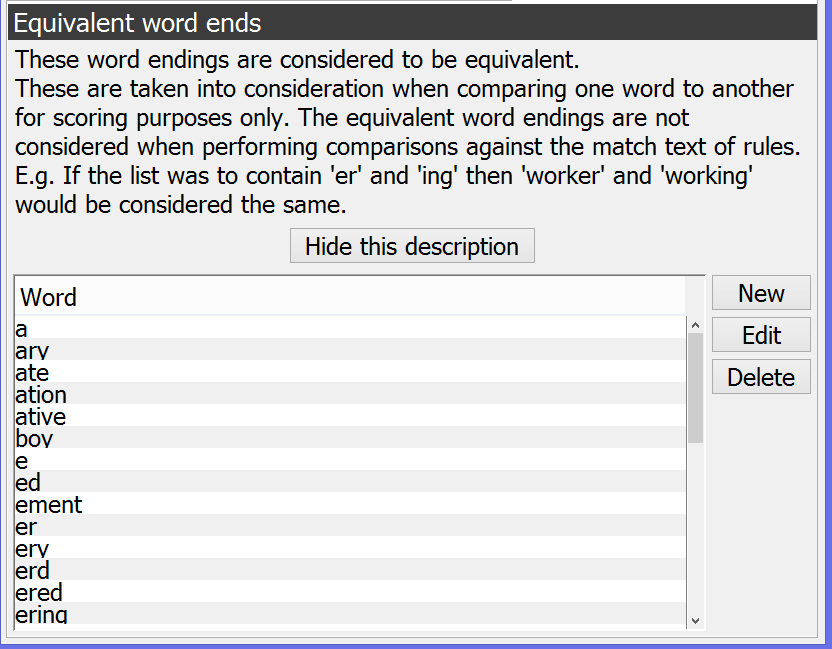 Equivalent word ends
These word endings are considered to be equivalent.
These are taken into consideration when comparing one word to another
for scoring purposes only. The equivalent word endings are not
considered when performing comparisons against the match text of rules.
E.g. If the list was to contain 'er' and 'ing' then 'worker' and 'working'
would be considered the same.
Hide this description
Word
New
Edit
Delete
a
ary
ate
ation
ative
boy
e
ed
ement
er
ery
erd
ered
ering